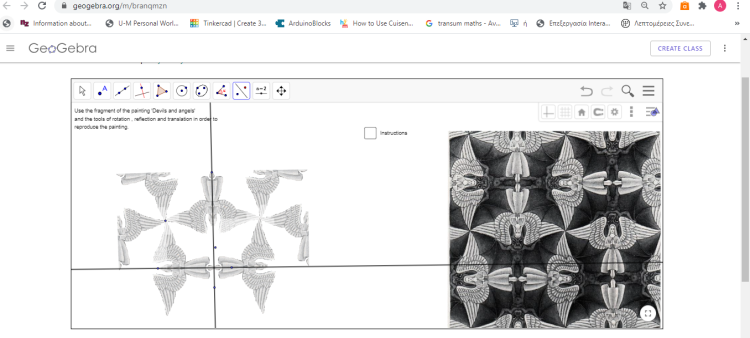 geogebra.org/m/branqmzn
A
Information about...
U-M Personal Worl...
Tinkercad | Create 3...
ArduinoBlocks
How to Use Cuisen...
G transum maths - Av...
ή
Επεξεργασία Intera...
Λεπτομέρειες Συνε...
»
GeoGebra
CREATE CLASS
A
a=2
Use the fragment of the painting 'Devils and angels'
and the tools of rotation , reflection and translation in order to
reproduce the painting.
Instructions